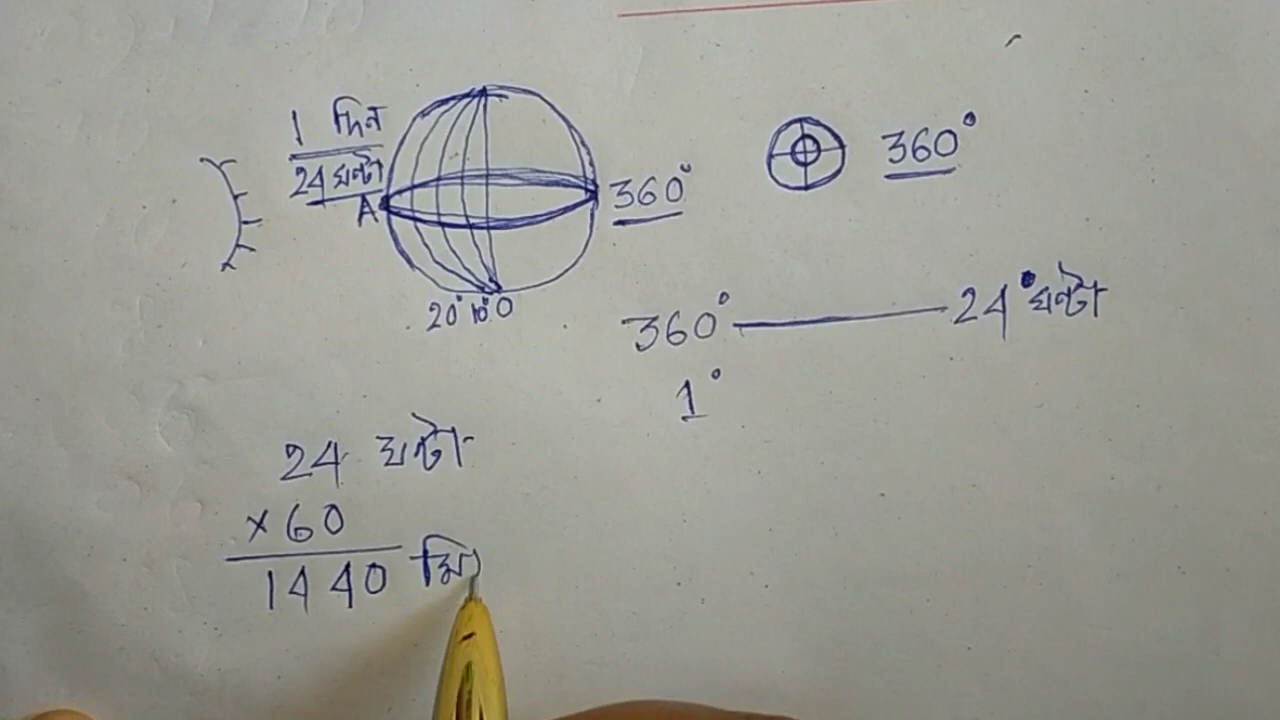 1 দিন
24 ঘন্টা
A
360°
360°
20° 10° 0
360° — 24 ঘন্টা
1°
24 ঘন্টা
× 60
1440 মি